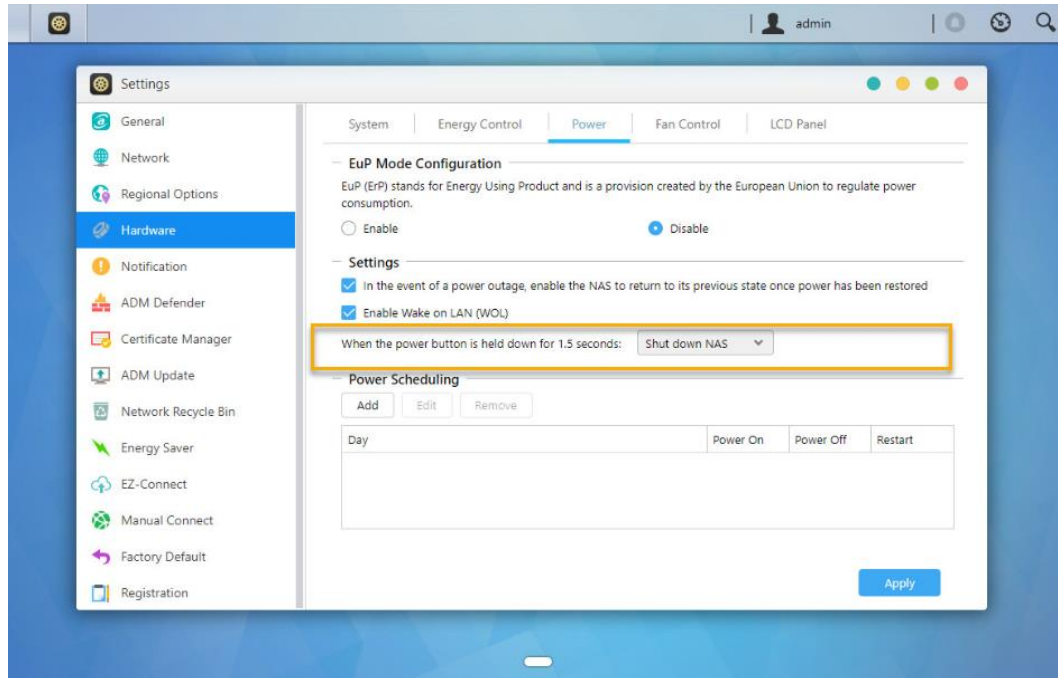 admin
Settings
General
Network
Regional Options
Hardware
Notification
ADM Defender
Certificate Manager
ADM Update
Network Recycle Bin
Energy Saver
EZ-Connect
Manual Connect
Factory Default
Registration
System Energy Control Power Fan Control LCD Panel
EuP Mode Configuration
EuP (ErP) stands for Energy Using Product and is a provision created by the European Union to regulate power
consumption.
Enable Disable
Settings
In the event of a power outage, enable the NAS to return to its previous state once power has been restored
Enable Wake on LAN (WOL)
When the power button is held down for 1.5 seconds: Shut down NAS
Power Scheduling
Add Edit Remove
Day Power On Power Off Restart
Apply